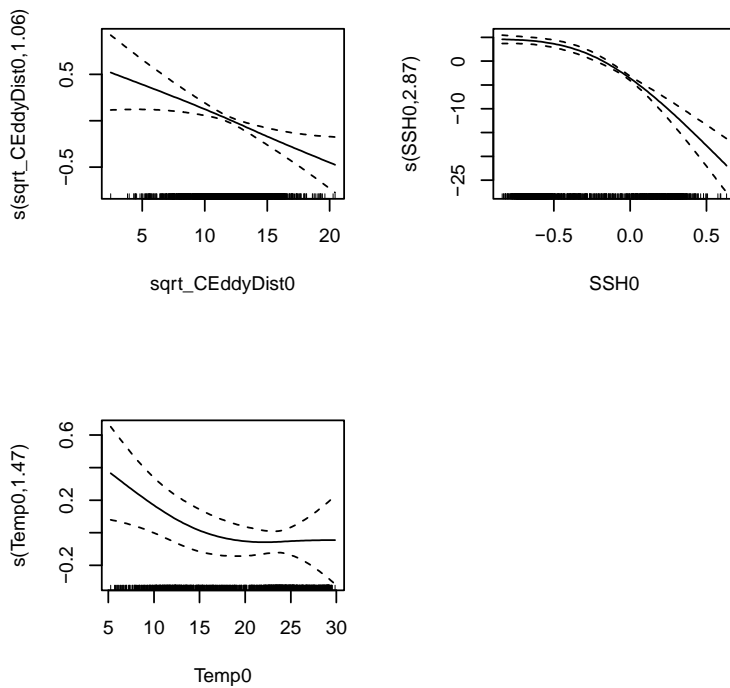 s(sqrt_CEddyDist0,1.06)
0.5
−0.5
5 10 15 20
sqrt_CEddyDist0
s(SSH0,2.87)
0
−10
−25
−0.5 0.0 0.5
SSH0
s(Temp0,1.47)
0.6
0.2
−0.2
5 10 15 20 25 30
Temp0